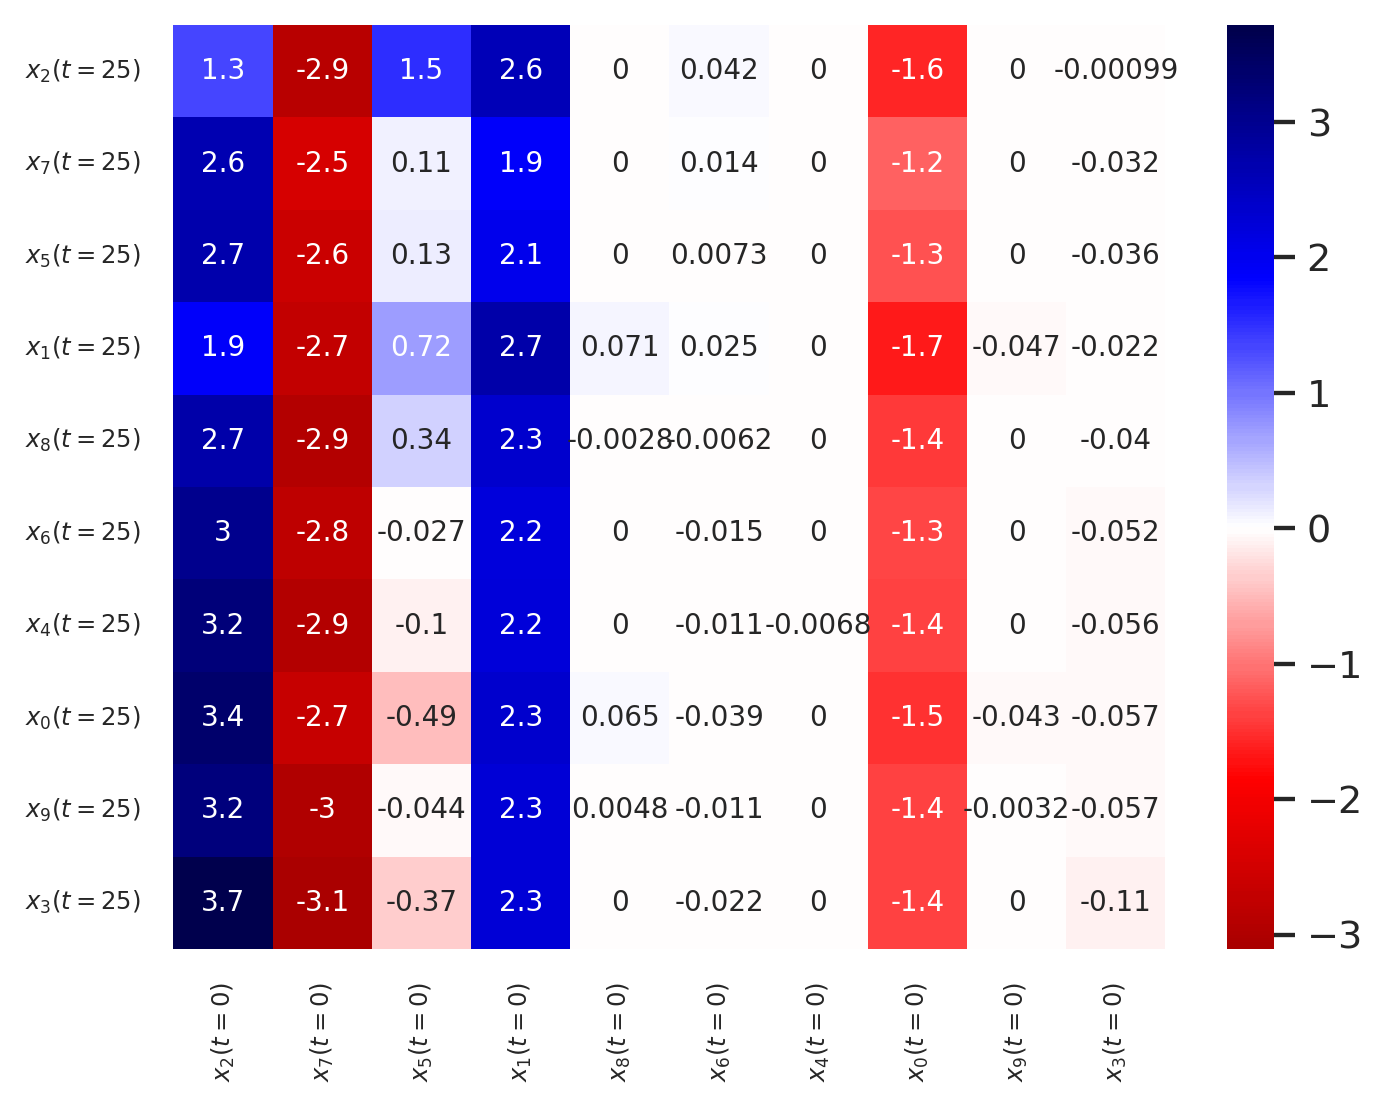 x₂(t = 25) 1.3 -2.9 1.5 2.6 0 0.042 0 -1.6 0 -0.00099
x₇(t = 25) 2.6 -2.5 0.11 1.9 0 0.014 0 -1.2 0 -0.032
x₅(t = 25) 2.7 -2.6 0.13 2.1 0 0.0073 0 -1.3 0 -0.036
x₁(t = 25) 1.9 -2.7 0.72 2.7 0.071 0.025 0 -1.7 -0.047 -0.022
x₈(t = 25) 2.7 -2.9 0.34 2.3 -0.0028 -0.0062 0 -1.4 0 -0.04
x₆(t = 25) 3 -2.8 -0.027 2.2 0 -0.015 0 -1.3 0 -0.052
x₄(t = 25) 3.2 -2.9 -0.1 2.2 0 -0.011 -0.0068 -1.4 0 -0.056
x₀(t = 25) 3.4 -2.7 -0.49 2.3 0.065 -0.039 0 -1.5 -0.043 -0.057
x₉(t = 25) 3.2 -3 -0.044 2.3 0.0048 -0.011 0 -1.4 -0.0032 -0.057
x₃(t = 25) 3.7 -3.1 -0.37 2.3 0 -0.022 0 -1.4 0 -0.11
x₂(t = 0) x₇(t = 0) x₅(t = 0) x₁(t = 0) x₈(t = 0) x₆(t = 0) x₄(t = 0) x₀(t = 0) x₉(t = 0) x₃(t = 0)
3
2
1
0
−1
−2
−3